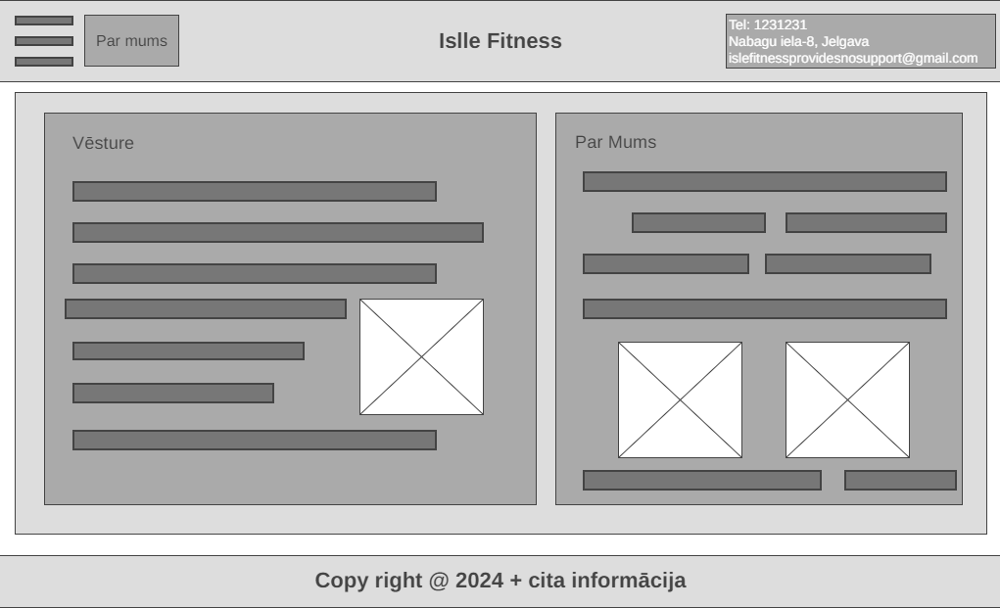 Par mums
Islle Fitness
Tel: 1231231
Nabagu iela-8, Jelgava
islefitnessprovidesnosupport@gmail.com
Vēsture
Par Mums
Copy right @ 2024 + cita informācija